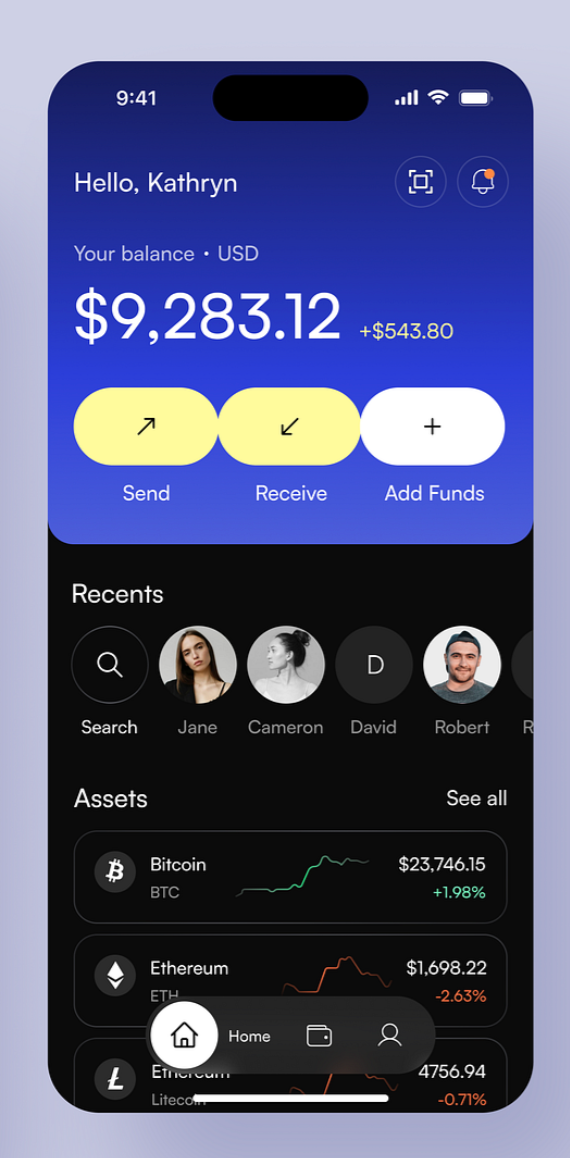 9:41
Hello, Kathryn
Your balance • USD
$9,283.12 +$543.80
Send Receive Add Funds
Recents
D
Search Jane Cameron David Robert R
Assets See all
Bitcoin $23,746.15
BTC +1.98%
Ethereum $1,698.22
ETH -2.63%
Home
Ethereum 4756.94
Litecoin -0.71%